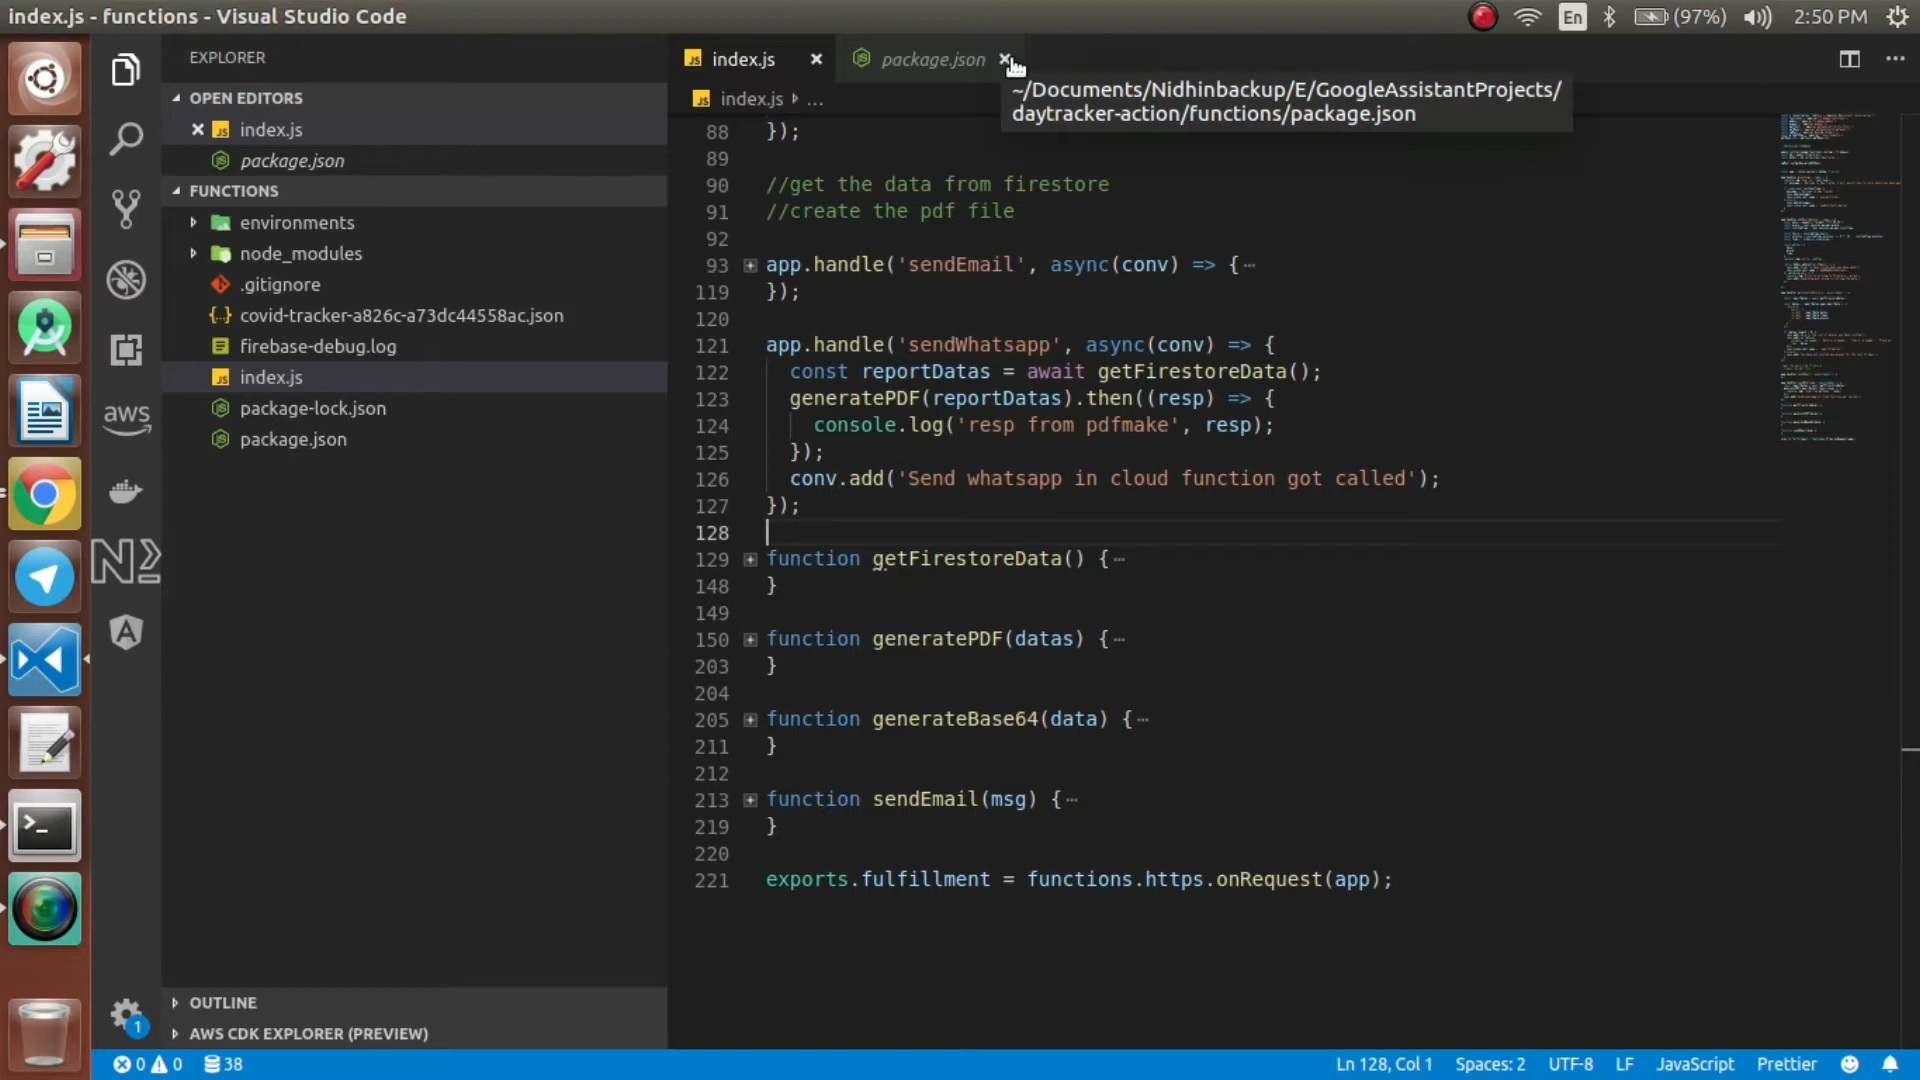 index.js - functions - Visual Studio Code
En
(97%)
2:50 PM
EXPLORER
OPEN EDITORS
index.js
package.json
FUNCTIONS
environments
node_modules
.gitignore
covid-tracker-a826c-a73dc44558ac.json
firebase-debug.log
index.js
package-lock.json
package.json
OUTLINE
AWS CDK EXPLORER (PREVIEW)
aws
1
index.js
package.json
index.js ...
~/Documents/Nidhinbackup/E/GoogleAssistantProjects/
daytracker-action/functions/package.json
88 });
89
90 //get the data from firestore
91 //create the pdf file
92
93 app.handle('sendEmail', async(conv) => {
119 });
120
121 app.handle('sendWhatsapp', async(conv) => {
122 const reportDatas = await getFirestoreData();
123 generatePDF(reportDatas).then((resp) => {
124 console.log('resp from pdfmake', resp);
125 });
126 conv.add('Send whatsapp in cloud function got called');
127 });
128
129 function getFirestoreData() {
148 }
149
150 function generatePDF(datas) {
203 }
204
205 function generateBase64(data) {
211 }
212
213 function sendEmail(msg) {
219 }
220
221 exports.fulfillment = functions.https.onRequest(app);
0 0 38
Ln 128, Col 1 Spaces: 2 UTF-8 LF JavaScript Prettier